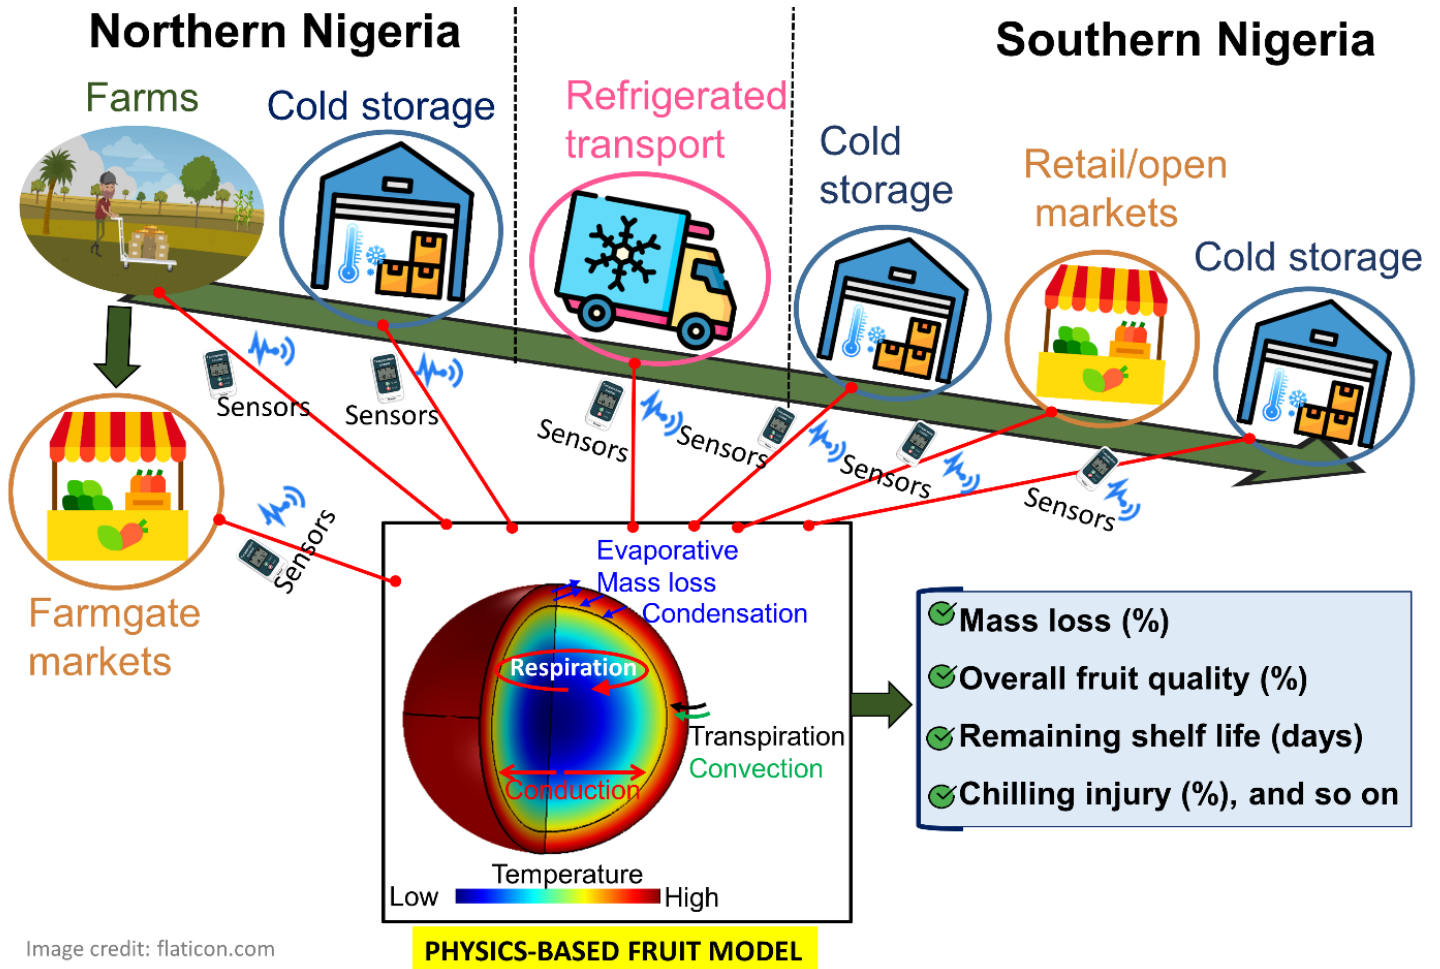 Northern Nigeria
Southern Nigeria
Farms
Cold storage
Refrigerated
transport
Cold
storage
Retail/open
markets
Cold storage
Sensors
Sensors
Sensors
Sensors
Sensors
Sensors
Sensors
Farmgate
markets
Evaporative
Mass loss
Condensation
Respiration
Transpiration
Convection
Conduction
Temperature
Low
High
PHYSICS-BASED FRUIT MODEL
Mass loss (%)
Overall fruit quality (%)
Remaining shelf life (days)
Chilling injury (%), and so on
Image credit: flaticon.com